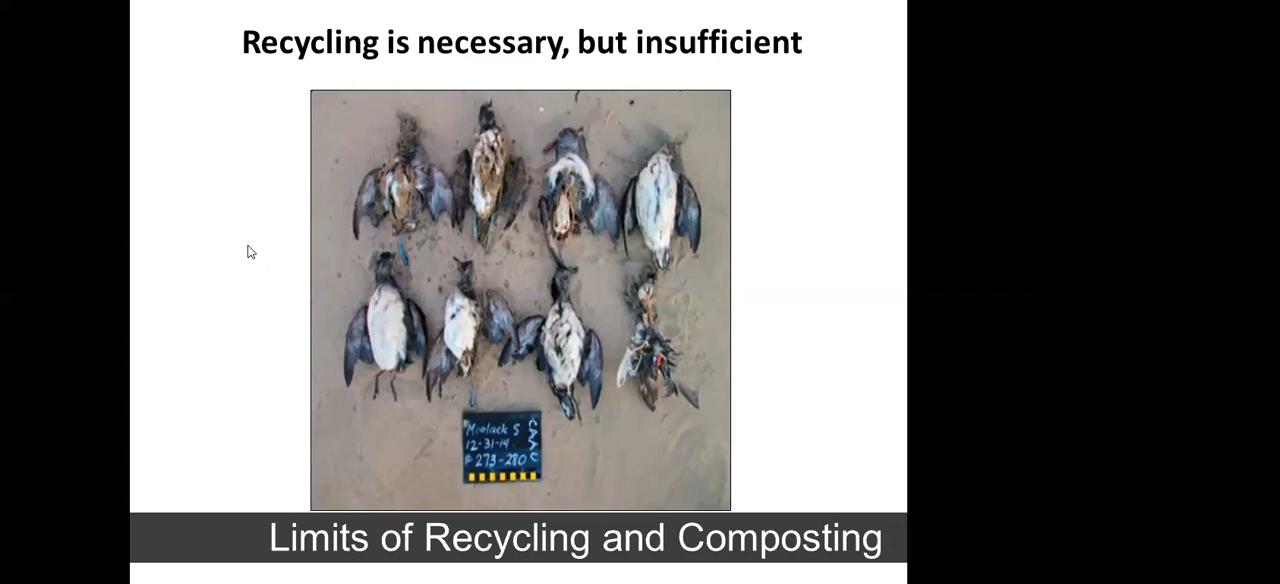 Recycling is necessary, but insufficient
Moolack S
12-31-14
# 273-280
Limits of Recycling and Composting